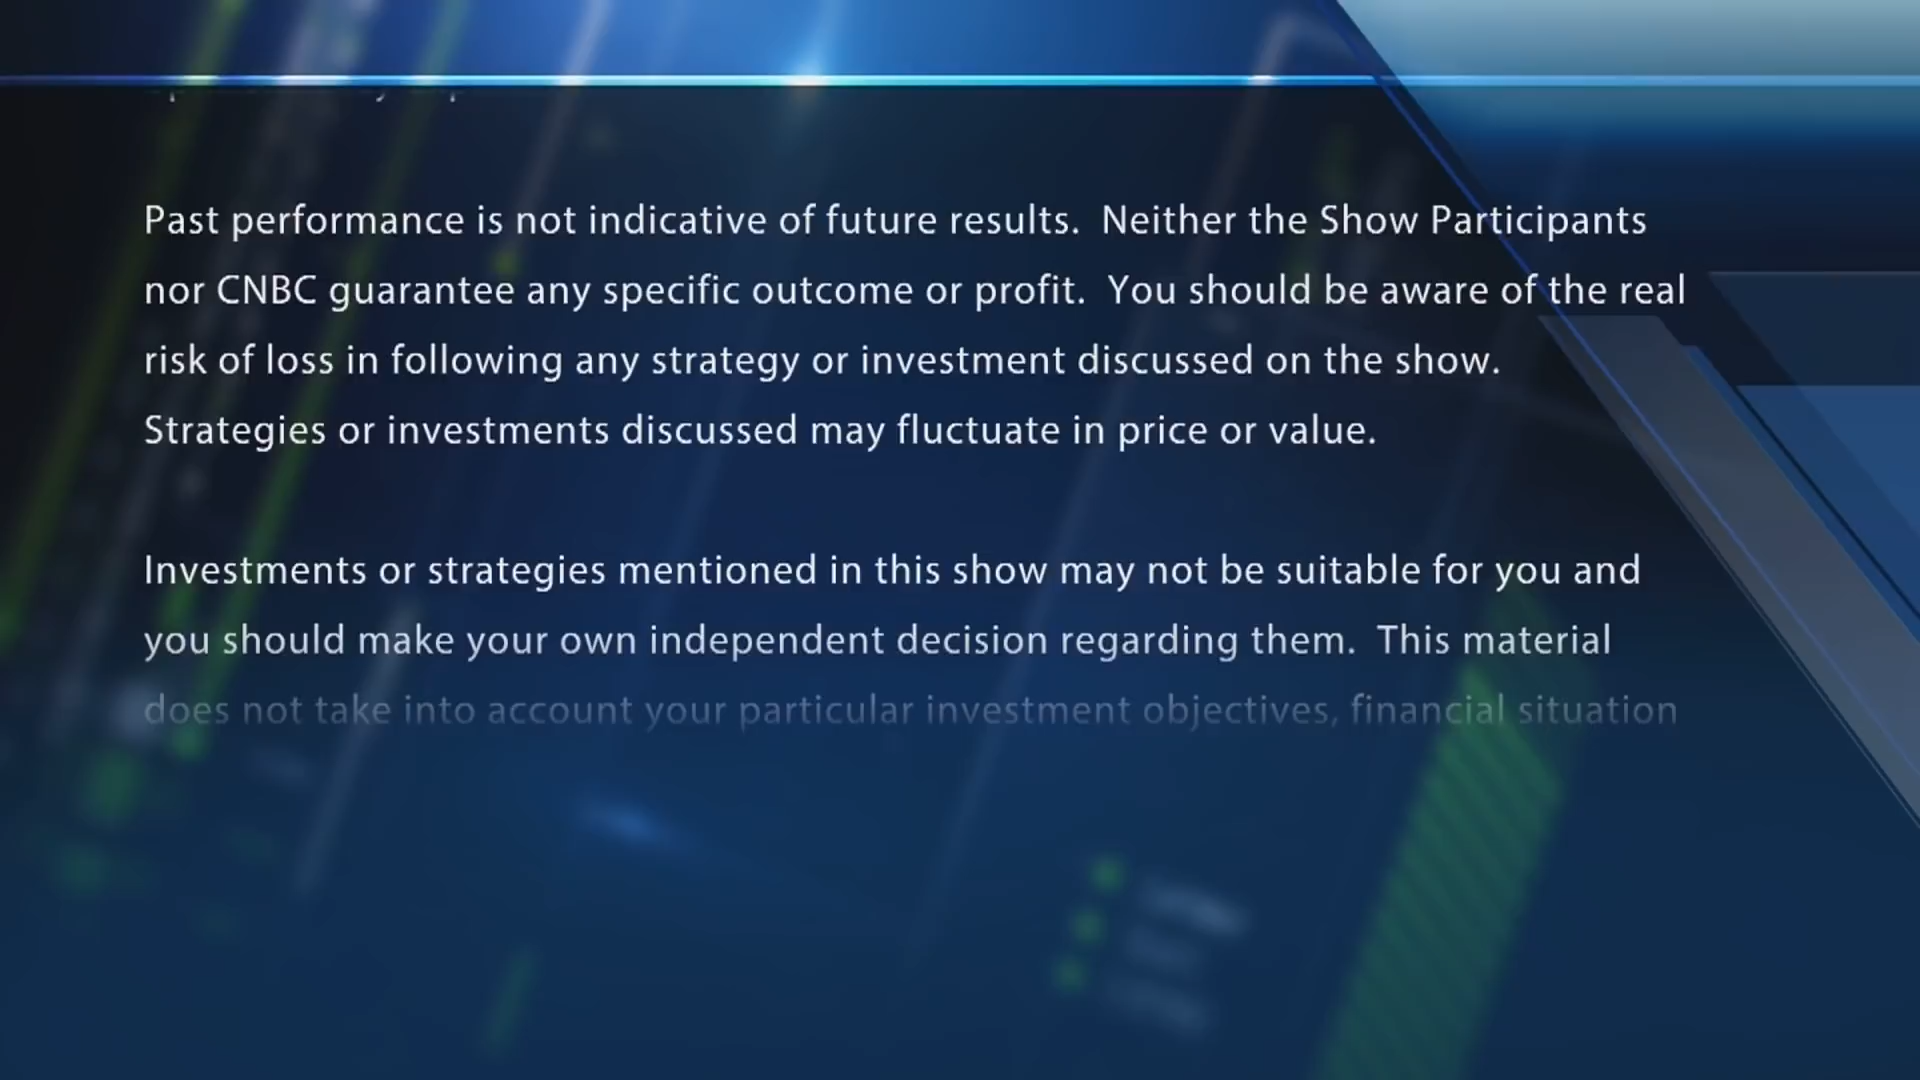 Past performance is not indicative of future results.  Neither the Show Participants
nor CNBC guarantee any specific outcome or profit.  You should be aware of the real
risk of loss in following any strategy or investment discussed on the show.
Strategies or investments discussed may fluctuate in price or value.
Investments or strategies mentioned in this show may not be suitable for you and
you should make your own independent decision regarding them.  This material
does not take into account your particular investment objectives, financial situation